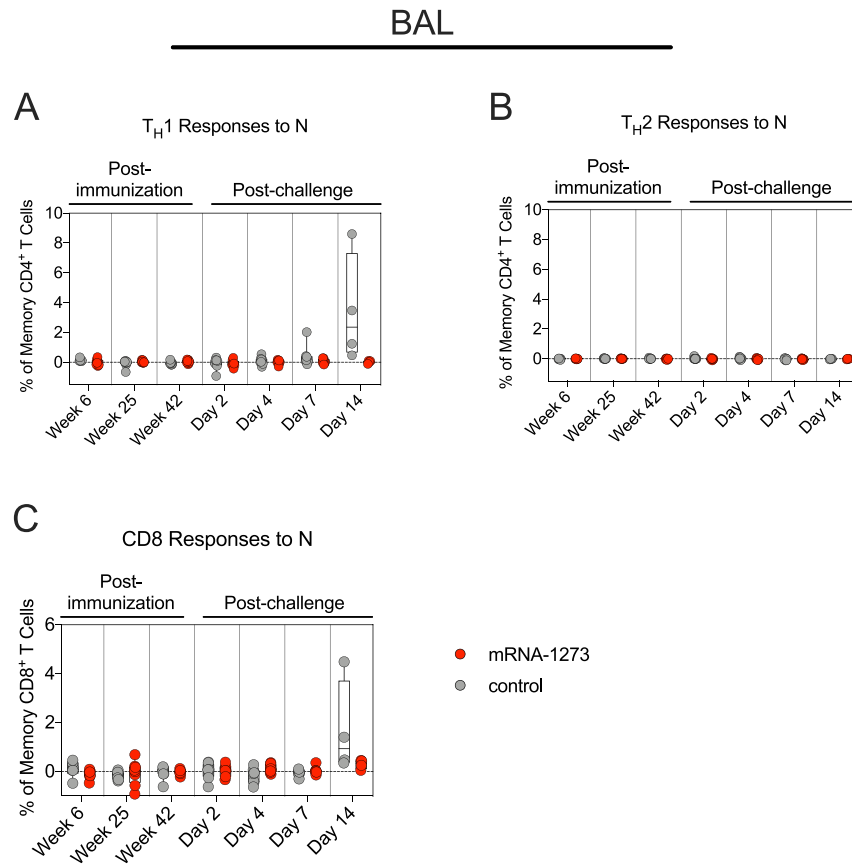 BAL
A
T_H1 Responses to N
Post-
immunization
Post-challenge
% of Memory CD4⁺ T Cells
10
8
6
4
2
0
Week 6
Week 25
Week 42
Day 2
Day 4
Day 7
Day 14
B
T_H2 Responses to N
Post-
immunization
Post-challenge
% of Memory CD4⁺ T Cells
10
8
6
4
2
0
Week 6
Week 25
Week 42
Day 2
Day 4
Day 7
Day 14
C
CD8 Responses to N
Post-
immunization
Post-challenge
% of Memory CD8⁺ T Cells
6
4
2
0
Week 6
Week 25
Week 42
Day 2
Day 4
Day 7
Day 14
mRNA-1273
control